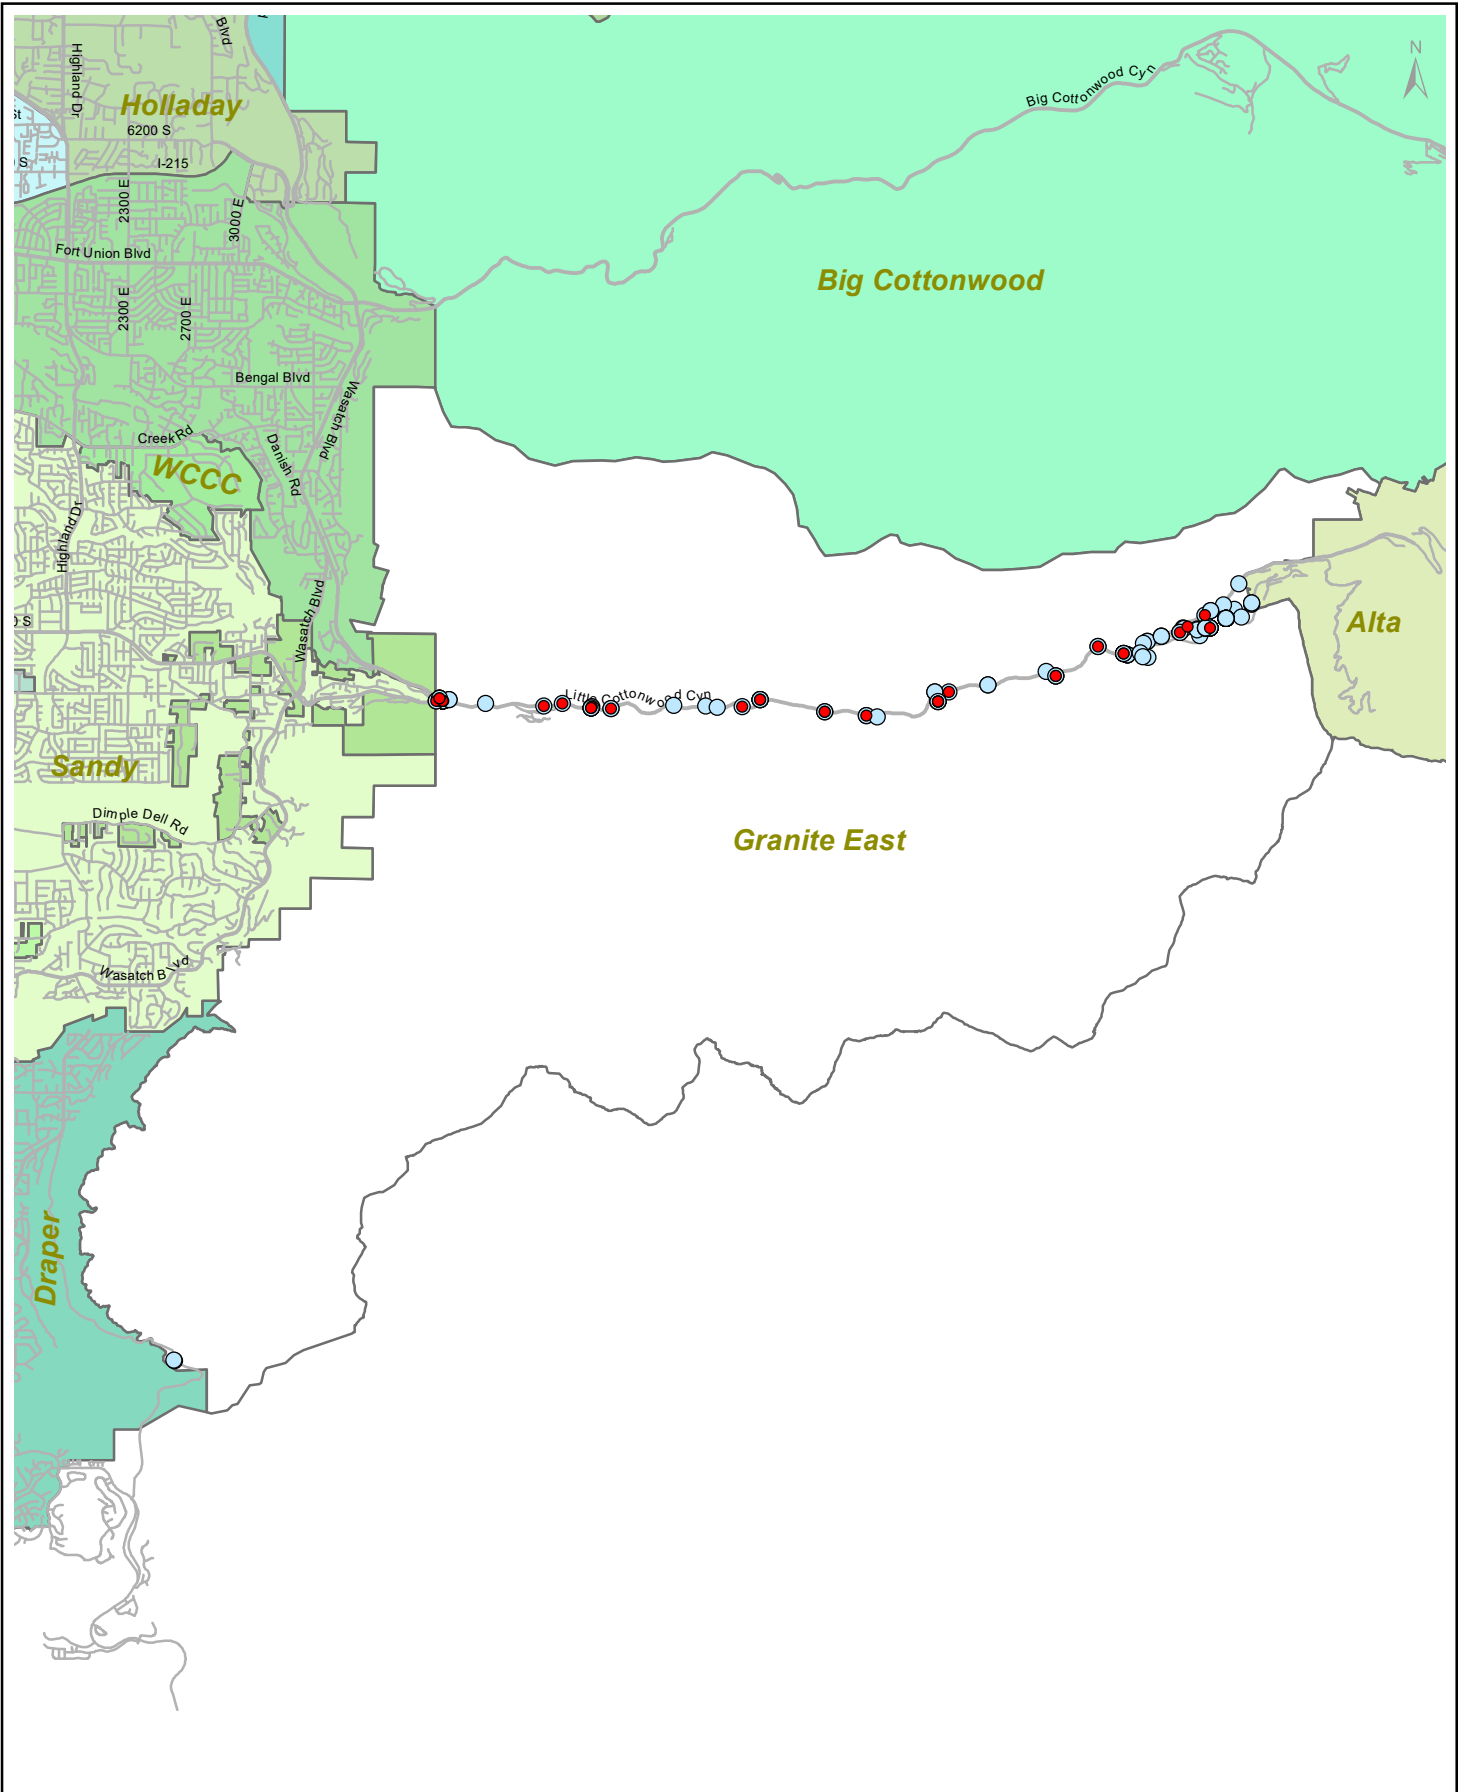 Blvd
Highland Dr
N
Big Cottonwood Cyn
Holladay
St
6200 S
I-215
S
2300 E
3000 E
Fort Union Blvd
Big Cottonwood
2300 E
2700 E
Bengal Blvd
Wasatch Blvd
Creek Rd
Danish Rd
WCCC
Highland Dr
Wasatch Blvd
0 S
Alta
Little Cottonwood Cyn
Sandy
Dimple Dell Rd
Granite East
Wasatch Blvd
Draper